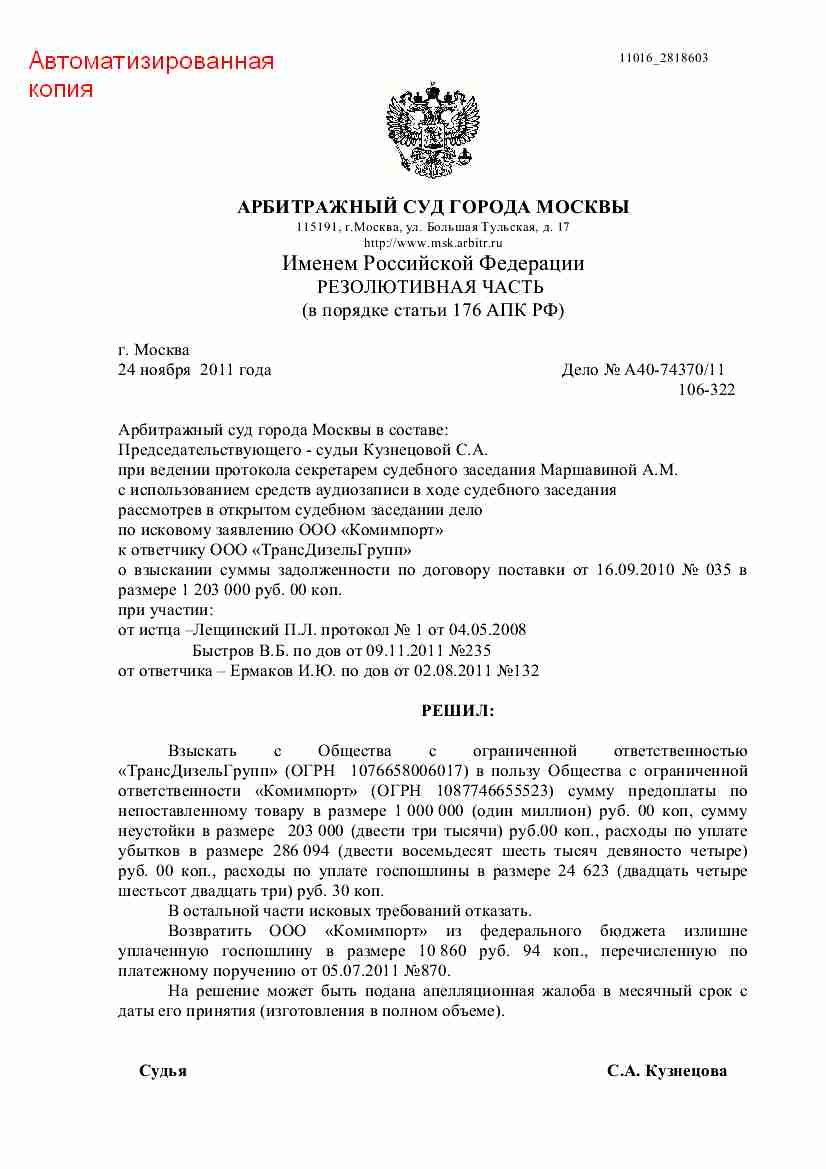 Автоматизированная
копия
11016_2818603
АРБИТРАЖНЫЙ СУД ГОРОДА МОСКВЫ
115191, г.Москва, ул. Большая Тульская, д. 17
http://www.msk.arbitr.ru
Именем Российской Федерации
РЕЗОЛЮТИВНАЯ ЧАСТЬ
(в порядке статьи 176 АПК РФ)
г. Москва
24 ноября 2011 года Дело № А40-74370/11
106-322
Арбитражный суд города Москвы в составе:
Председательствующего - судьи Кузнецовой С.А.
при ведении протокола секретарем судебного заседания Маршавиной А.М.
с использованием средств аудиозаписи в ходе судебного заседания
рассмотрев в открытом судебном заседании дело
по исковому заявлению ООО «Комимпорт»
к ответчику ООО «ТрансДизельГрупп»
о взыскании суммы задолженности по договору поставки от 16.09.2010 № 035 в
размере 1 203 000 руб. 00 коп.
при участии:
от истца –Лещинский П.Л. протокол № 1 от 04.05.2008
Быстров В.Б. по дов от 09.11.2011 №235
от ответчика – Ермаков И.Ю. по дов от 02.08.2011 №132
РЕШИЛ:
Взыскать с Общества с ограниченной ответственностью
«ТрансДизельГрупп» (ОГРН 1076658006017) в пользу Общества с ограниченной
ответственности «Комимпорт» (ОГРН 1087746655523) сумму предоплаты по
непоставленному товару в размере 1 000 000 (один миллион) руб. 00 коп, сумму
неустойки в размере 203 000 (двести три тысячи) руб.00 коп., расходы по уплате
убытков в размере 286 094 (двести восемьдесят шесть тысяч девяносто четыре)
руб. 00 коп., расходы по уплате госпошлины в размере 24 623 (двадцать четыре
шестьсот двадцать три) руб. 30 коп.
В остальной части исковых требований отказать.
Возвратить ООО «Комимпорт» из федерального бюджета излишне
уплаченную госпошлину в размере 10 860 руб. 94 коп., перечисленную по
платежному поручению от 05.07.2011 №870.
На решение может быть подана апелляционная жалоба в месячный срок с
даты его принятия (изготовления в полном объеме).
Судья С.А. Кузнецова